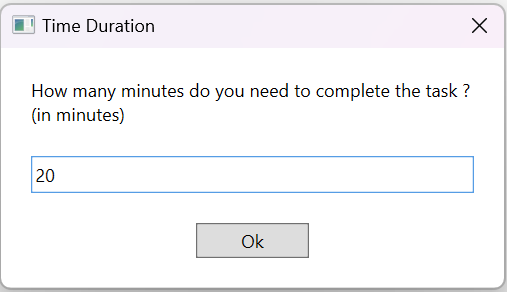 Time Duration
How many minutes do you need to complete the task ?
(in minutes)
20
Ok